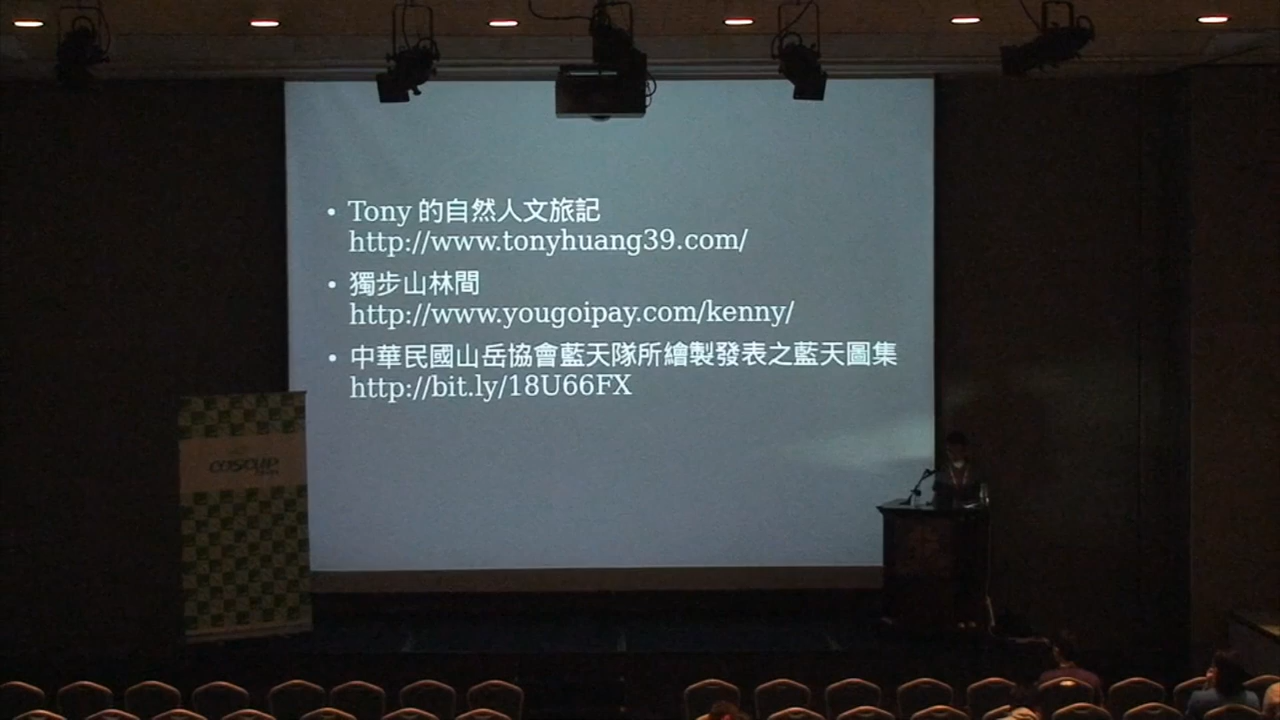 Tony 的自然人文旅記
http://www.tonyhuang39.com/
獨步山林間
http://www.yougoipay.com/kenny/
中華民國山岳協會藍天隊所繪製發表之藍天圖集
http://bit.ly/18U66FX
COSCUP